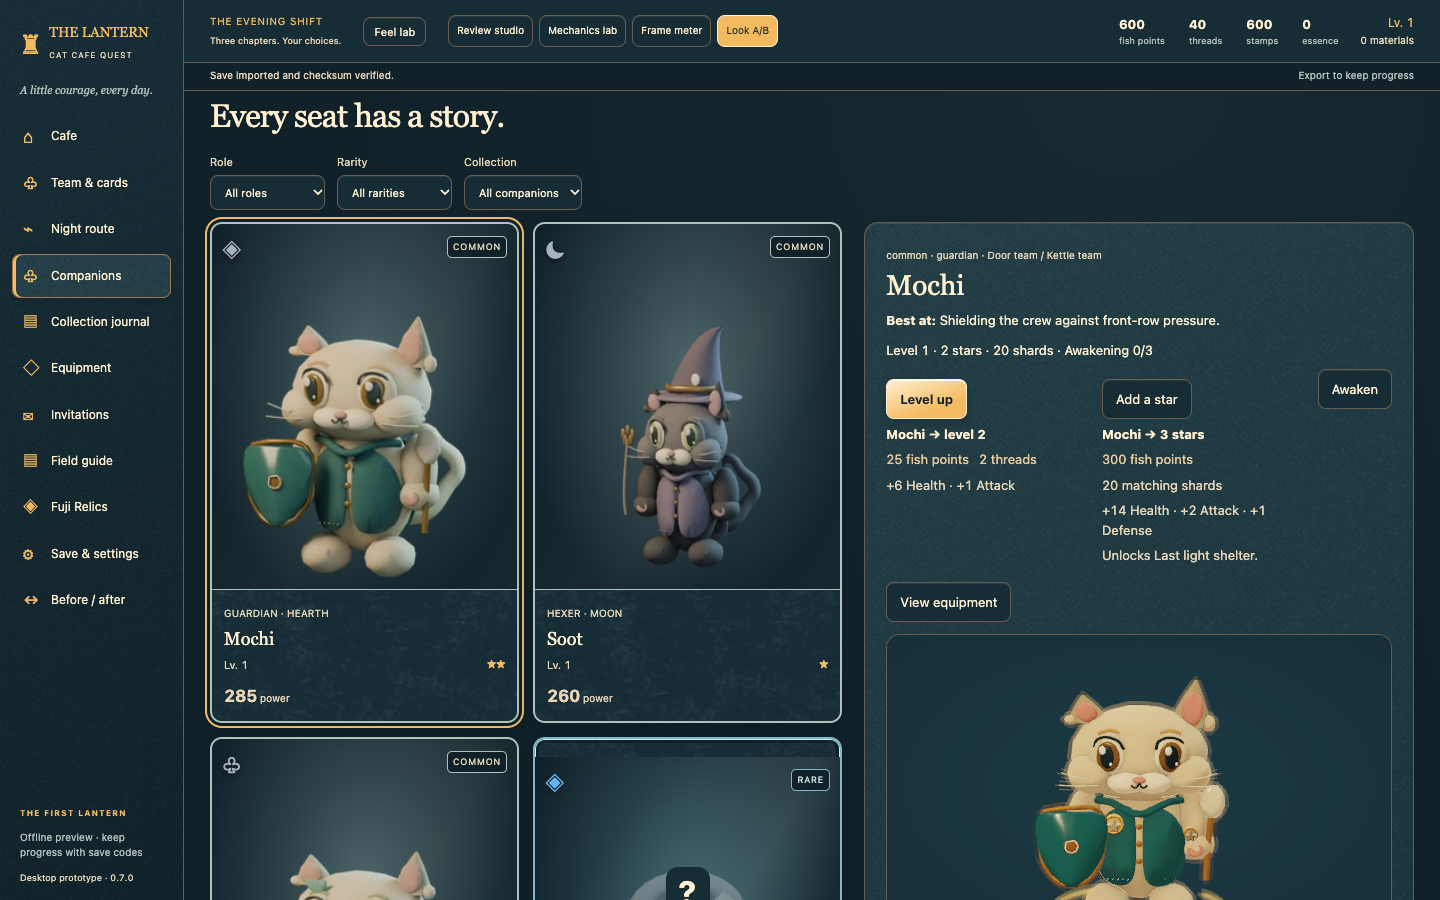 THE LANTERN
CAT CAFE QUEST
A little courage, every day.
Cafe
Team & cards
Night route
Companions
Collection journal
Equipment
Invitations
Field guide
Fuji Relics
Save & settings
Before / after
THE FIRST LANTERN
Offline preview · keep
progress with save codes
Desktop prototype · 0.7.0
THE EVENING SHIFT
Three chapters. Your choices.
Feel lab
Review studio
Mechanics lab
Frame meter
Look A/B
600 fish points
40 threads
600 stamps
0 essence
Lv. 1
0 materials
Save imported and checksum verified.
Export to keep progress
Every seat has a story.
Role
Rarity
Collection
All roles
All rarities
All companions
COMMON
GUARDIAN · HEARTH
Mochi
Lv. 1
285 power
COMMON
HEXER · MOON
Soot
Lv. 1
260 power
COMMON
RARE
?
common · guardian · Door team / Kettle team
Mochi
Best at: Shielding the crew against front-row pressure.
Level 1 · 2 stars · 20 shards · Awakening 0/3
Level up
Mochi → level 2
25 fish points 2 threads
+6 Health · +1 Attack
Add a star
Mochi → 3 stars
300 fish points
20 matching shards
+14 Health · +2 Attack · +1
Defense
Unlocks Last light shelter.
Awaken
View equipment